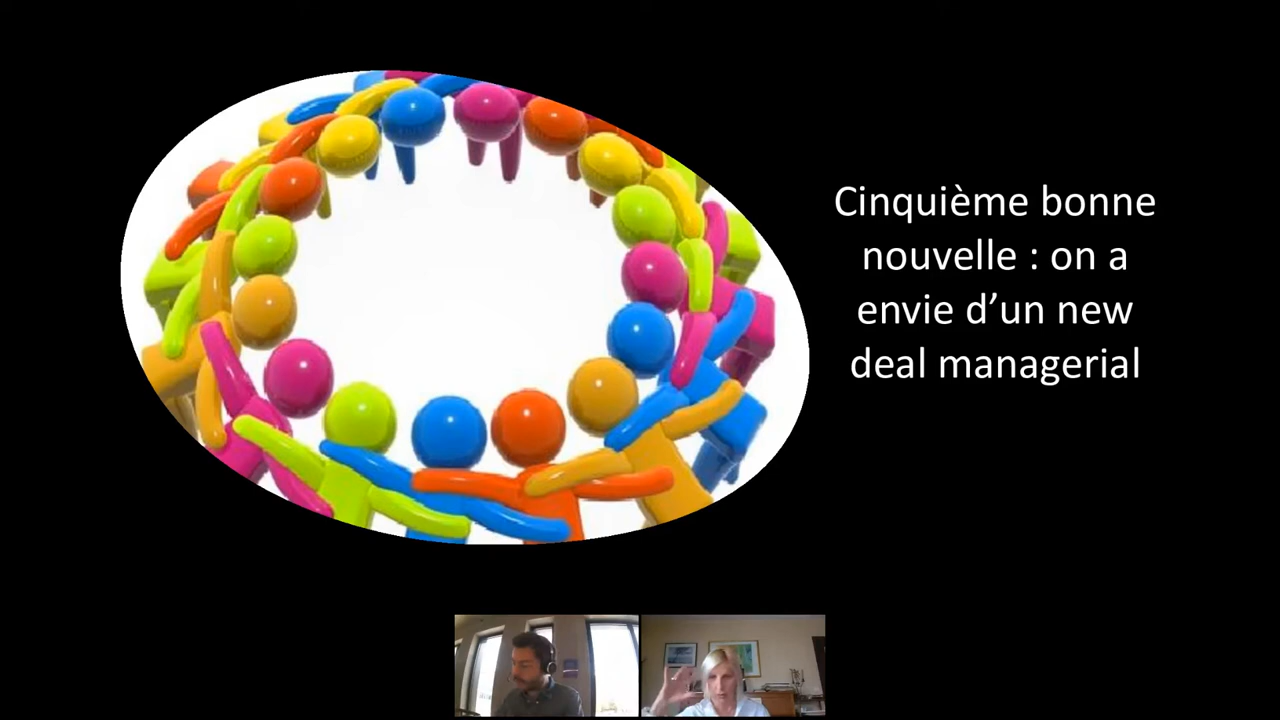 Cinquième bonne
nouvelle : on a
envie d’un new
deal managerial